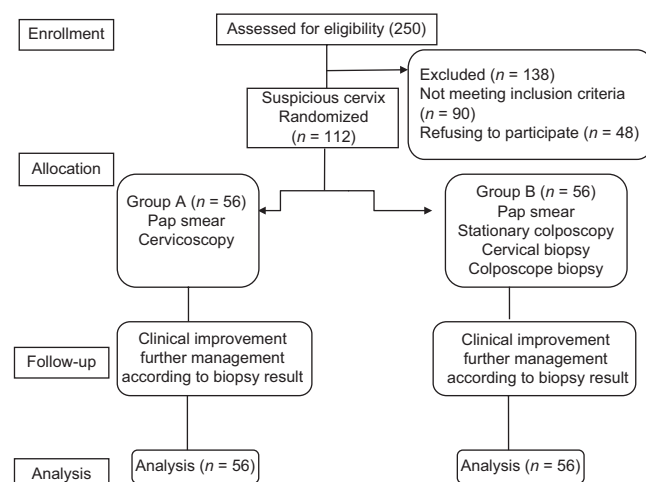 Enrollment
Assessed for eligibility (250)
Excluded (n = 138)
Not meeting inclusion criteria
(n = 90)
Refusing to participate (n = 48)
Suspicious cervix
Randomized
(n = 112)
Allocation
Group A (n = 56)
Pap smear
Cervicoscopy
Group B (n = 56)
Pap smear
Stationary colposcopy
Cervical biopsy
Colposcope biopsy
Follow-up
Clinical improvement
further management
according to biopsy result
Clinical improvement
further management
according to biopsy result
Analysis
Analysis (n = 56)
Analysis (n = 56)